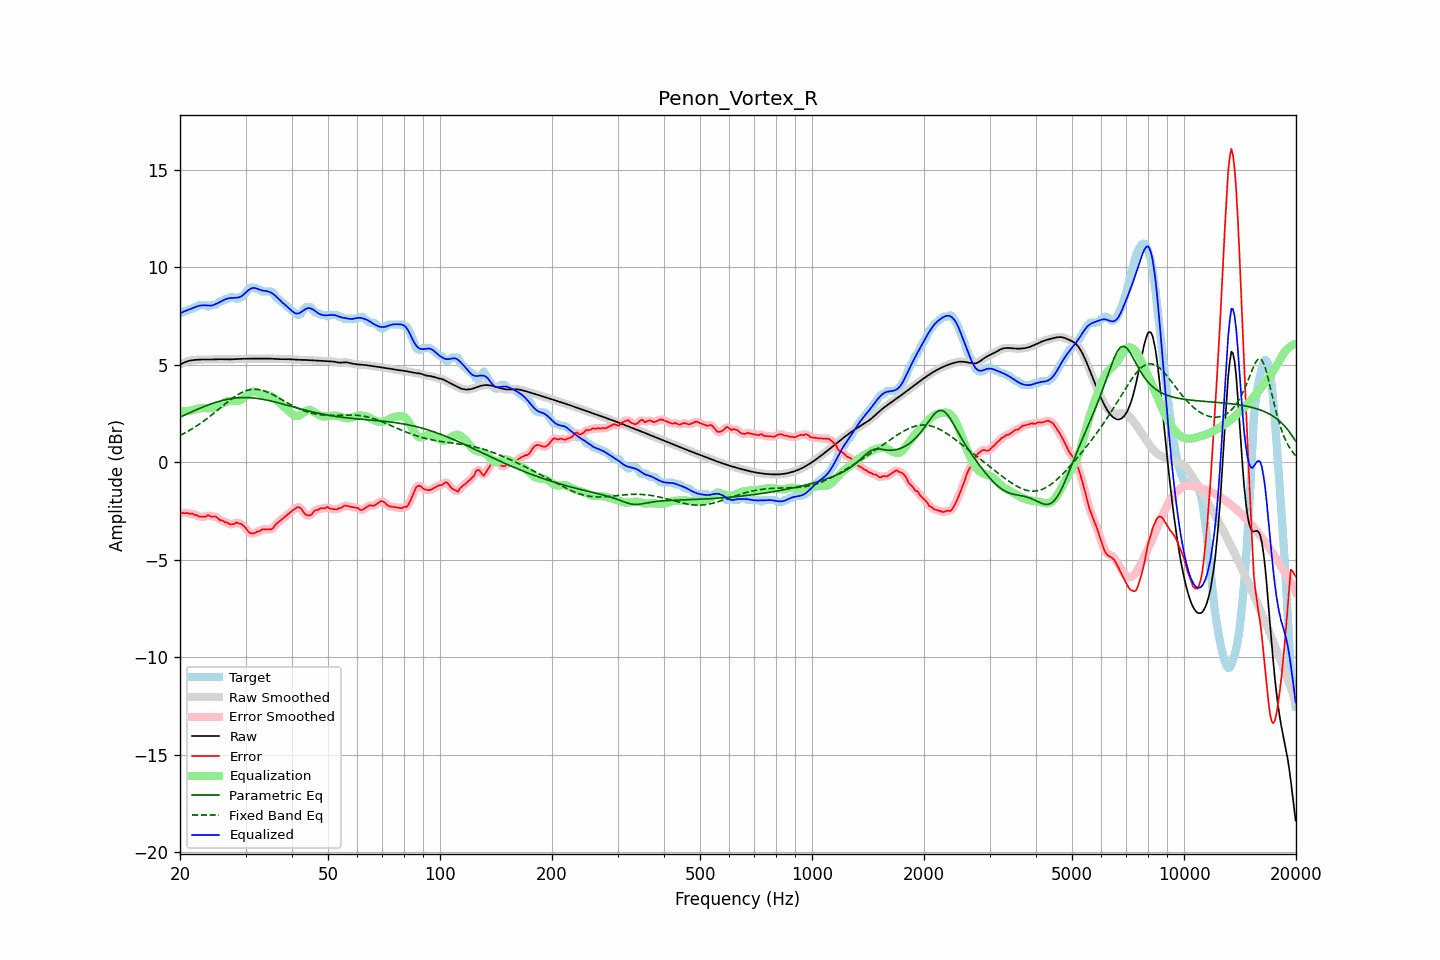 Penon_Vortex_R
Amplitude (dBr)
15
10
5
0
−5
−10
−15
−20
Target
Raw Smoothed
Error Smoothed
Raw
Error
Equalization
Parametric Eq
Fixed Band Eq
Equalized
20 50 100 200 500 1000 2000 5000 10000 20000
Frequency (Hz)